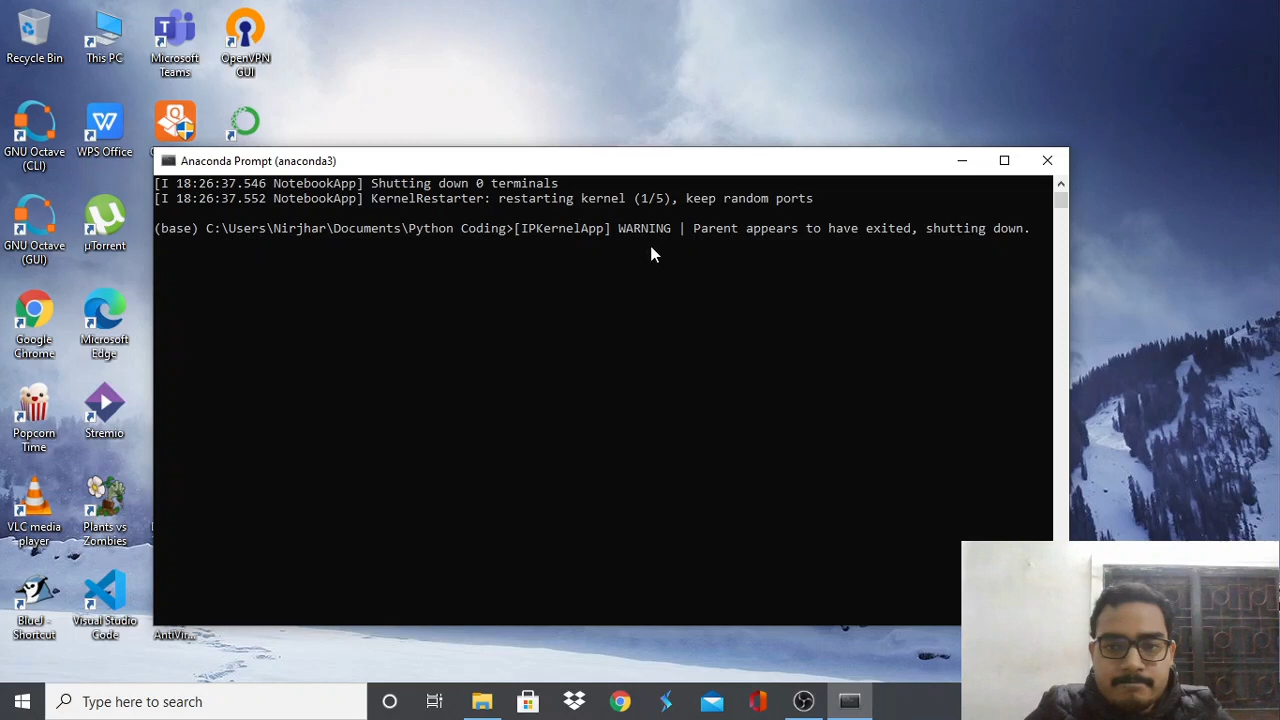 Recycle Bin
This PC
Microsoft
Teams
OpenVPN
GUI
GNU Octave
(CLI)
WPS Office
Anaconda Prompt (anaconda3)
[I 18:26:37.546 NotebookApp] Shutting down 0 terminals
[I 18:26:37.552 NotebookApp] KernelRestarter: restarting kernel (1/5), keep random ports
(base) C:\Users\Nirjhar\Documents\Python Coding>[IPKernelApp] WARNING | Parent appears to have exited, shutting down.
GNU Octave
(GUI)
µTorrent
Google
Chrome
Microsoft
Edge
Popcorn
Time
Stremio
VLC media
player
Plants vs
Zombies
BlueJ -
Shortcut
Visual Studio
Code
AntiVir...
Type here to search